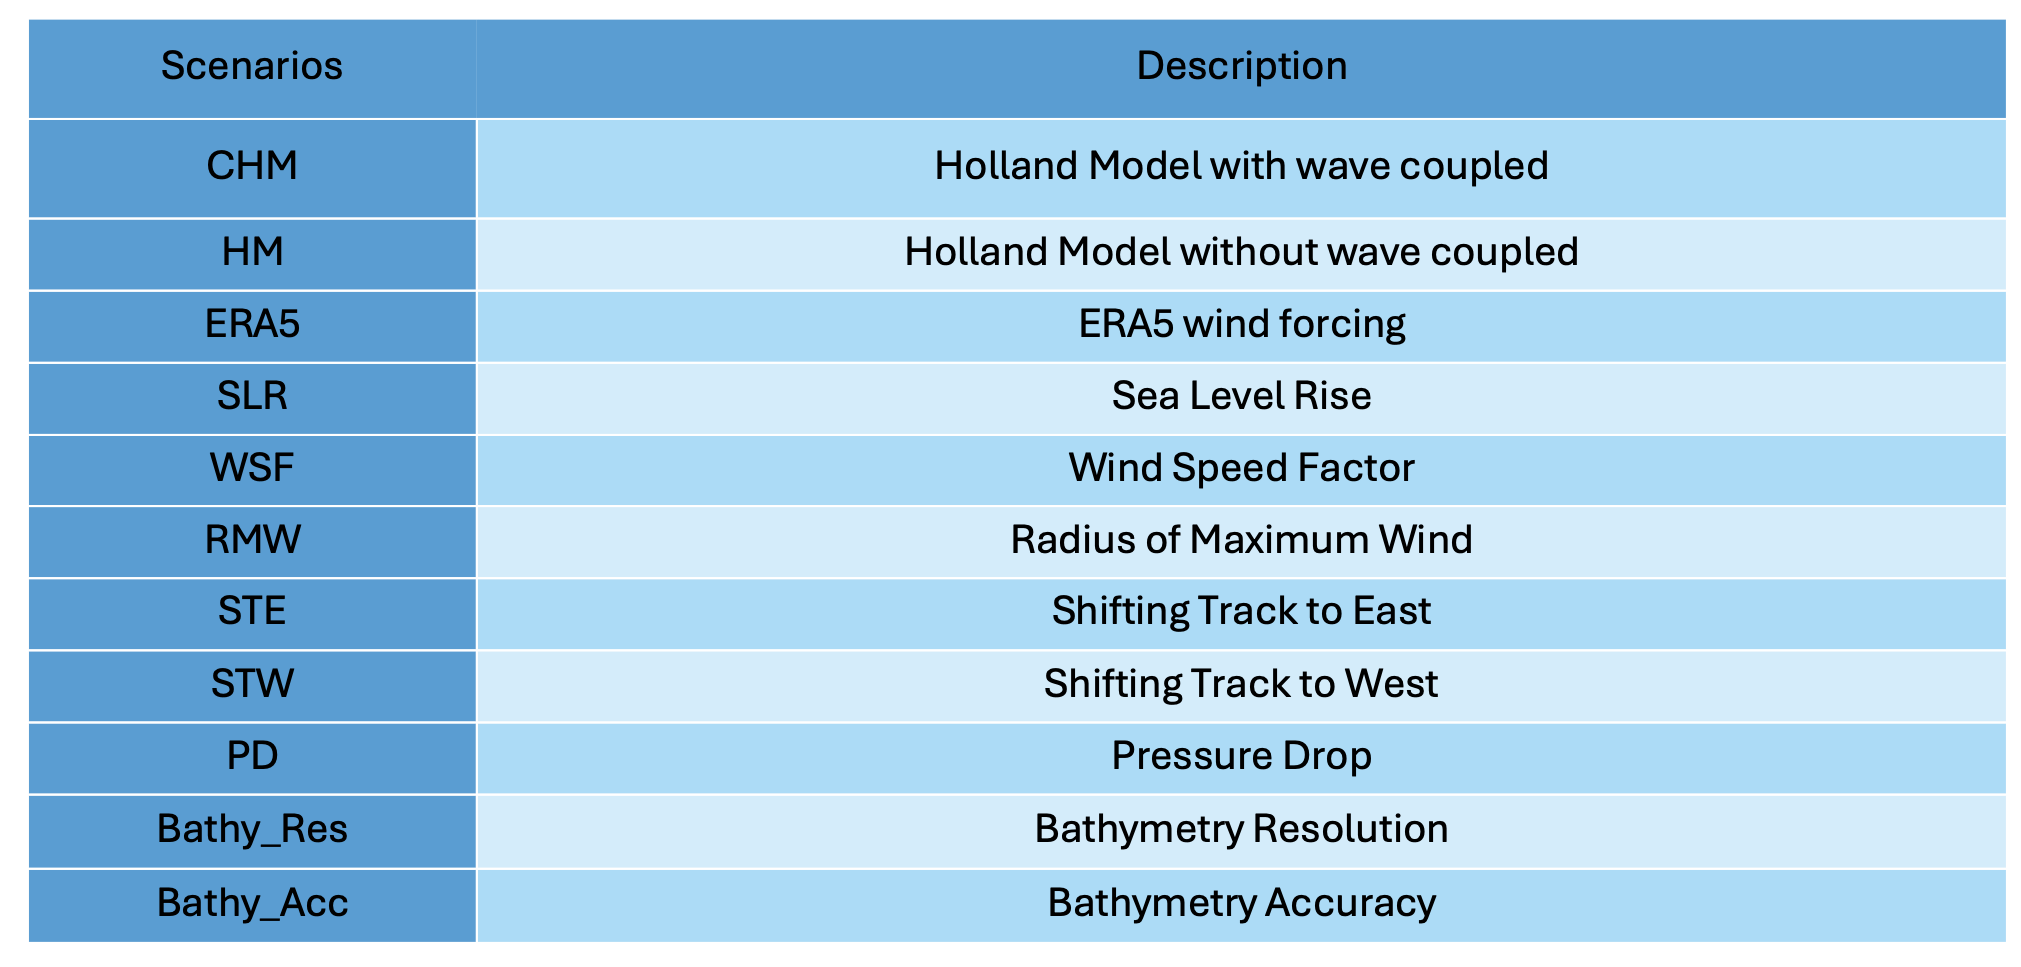 Scenarios Description
CHM Holland Model with wave coupled
HM Holland Model without wave coupled
ERA5 ERA5 wind forcing
SLR Sea Level Rise
WSF Wind Speed Factor
RMW Radius of Maximum Wind
STE Shifting Track to East
STW Shifting Track to West
PD Pressure Drop
Bathy_Res Bathymetry Resolution
Bathy_Acc Bathymetry Accuracy